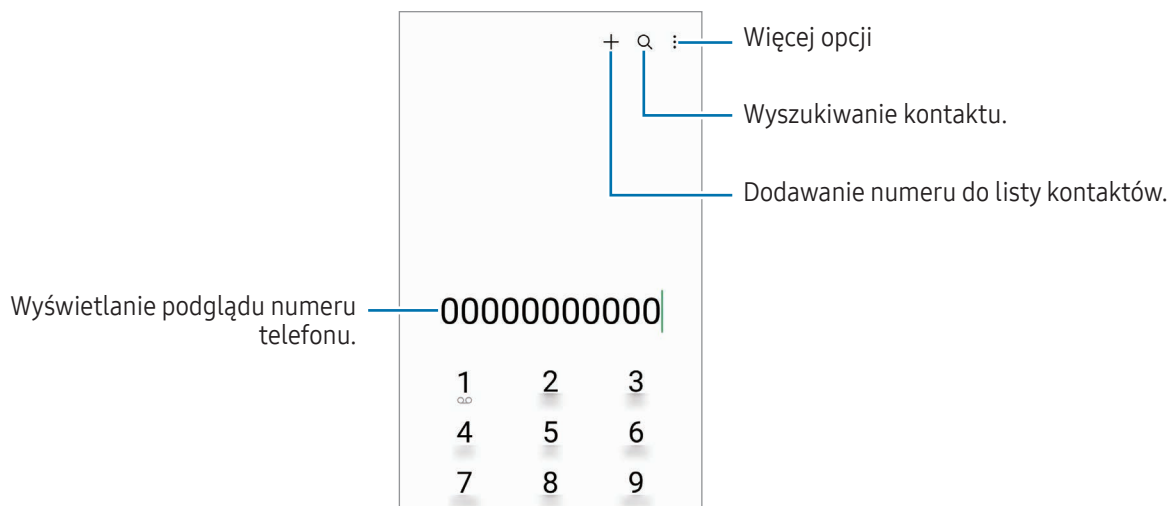 Więcej opcji
Wyszukiwanie kontaktu.
Dodawanie numeru do listy kontaktów.
Wyświetlanie podglądu numeru
telefonu.
00000000000
1 2 3
4 5 6
7 8 9